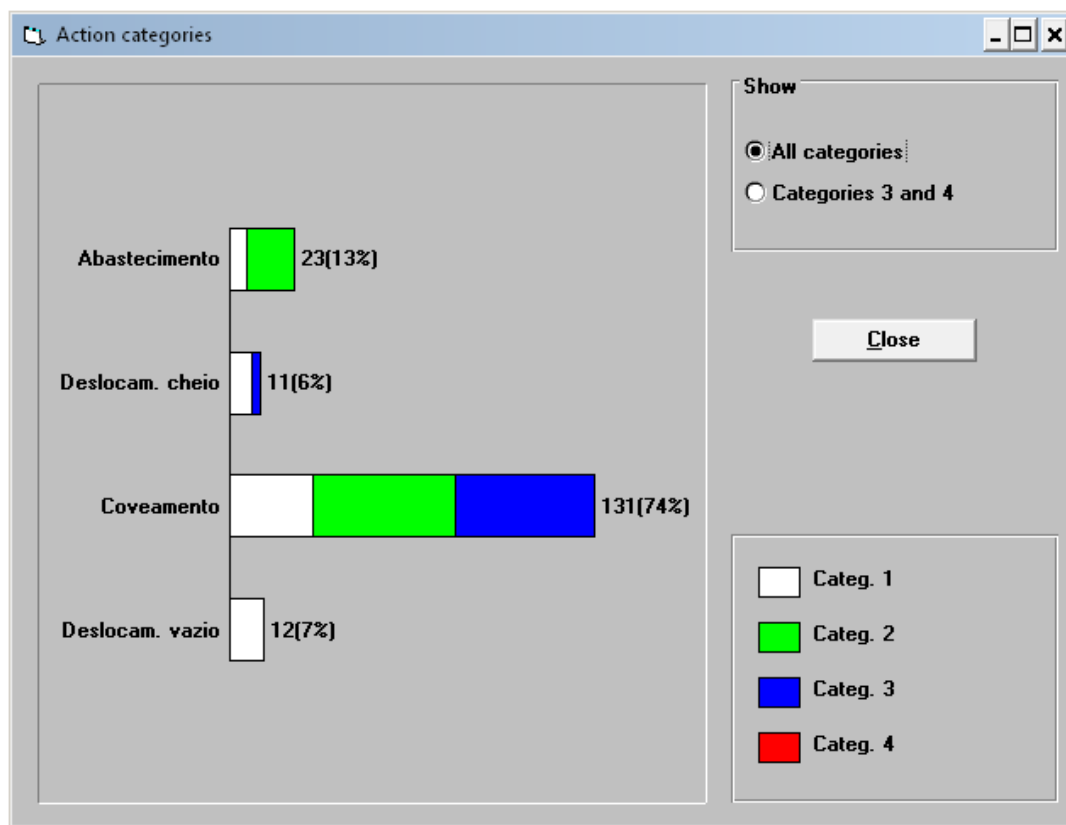 Action categories
Show
All categories
Categories 3 and 4
Abastecimento 23(13%)
Close
Deslocam. cheio 11(6%)
Coveamento 131(74%)
Deslocam. vazio 12(7%)
Categ. 1
Categ. 2
Categ. 3
Categ. 4